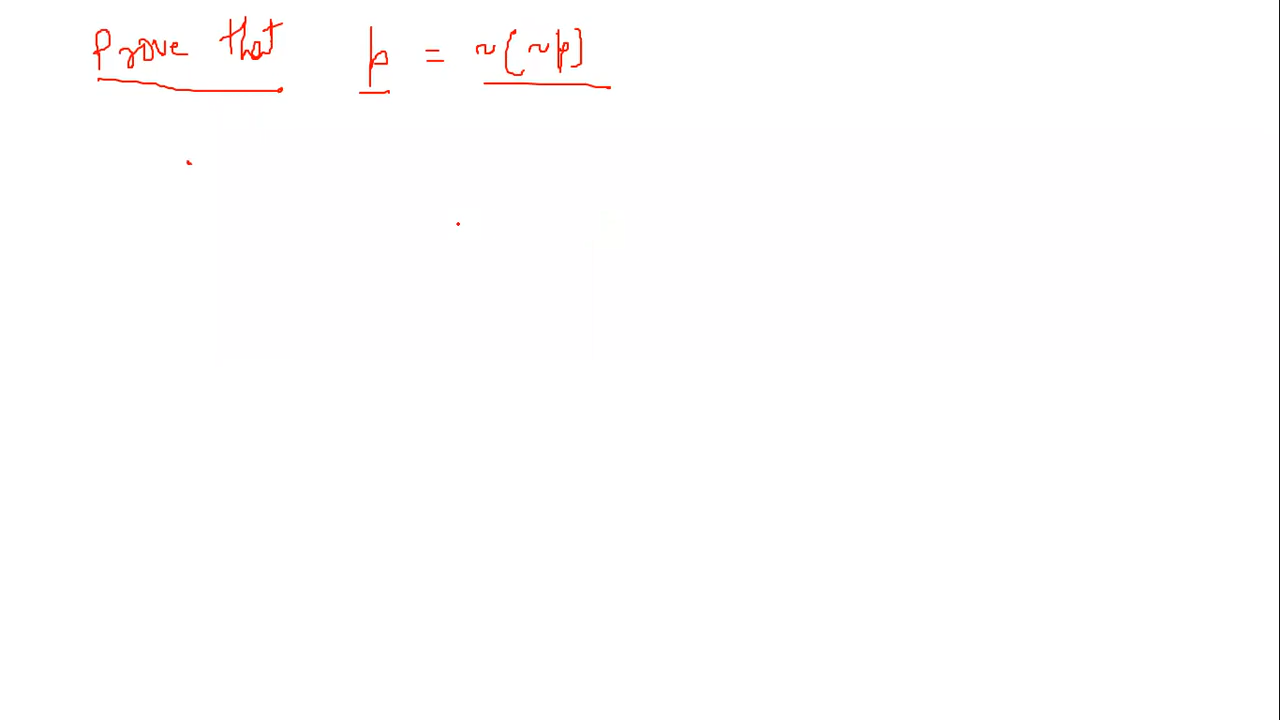 Prove that p = ~(~p)